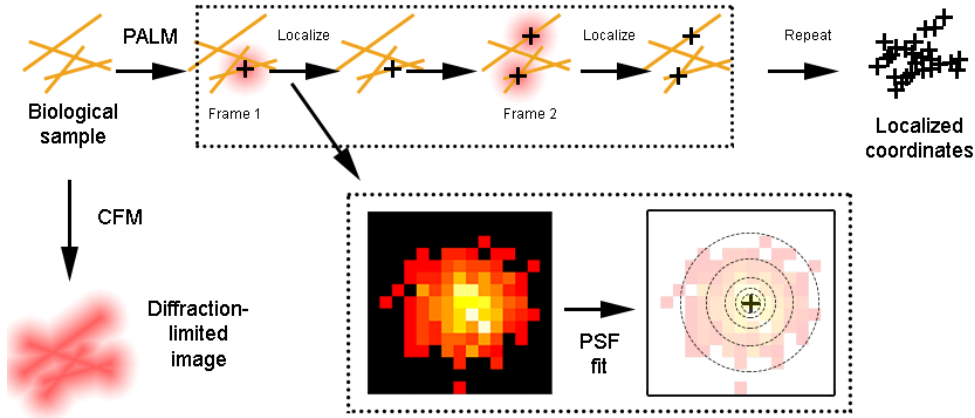 PALM
Localize
Localize
Repeat
Frame 1
Frame 2
Biological
sample
Localized
coordinates
CFM
Diffraction-
limited
image
PSF
fit